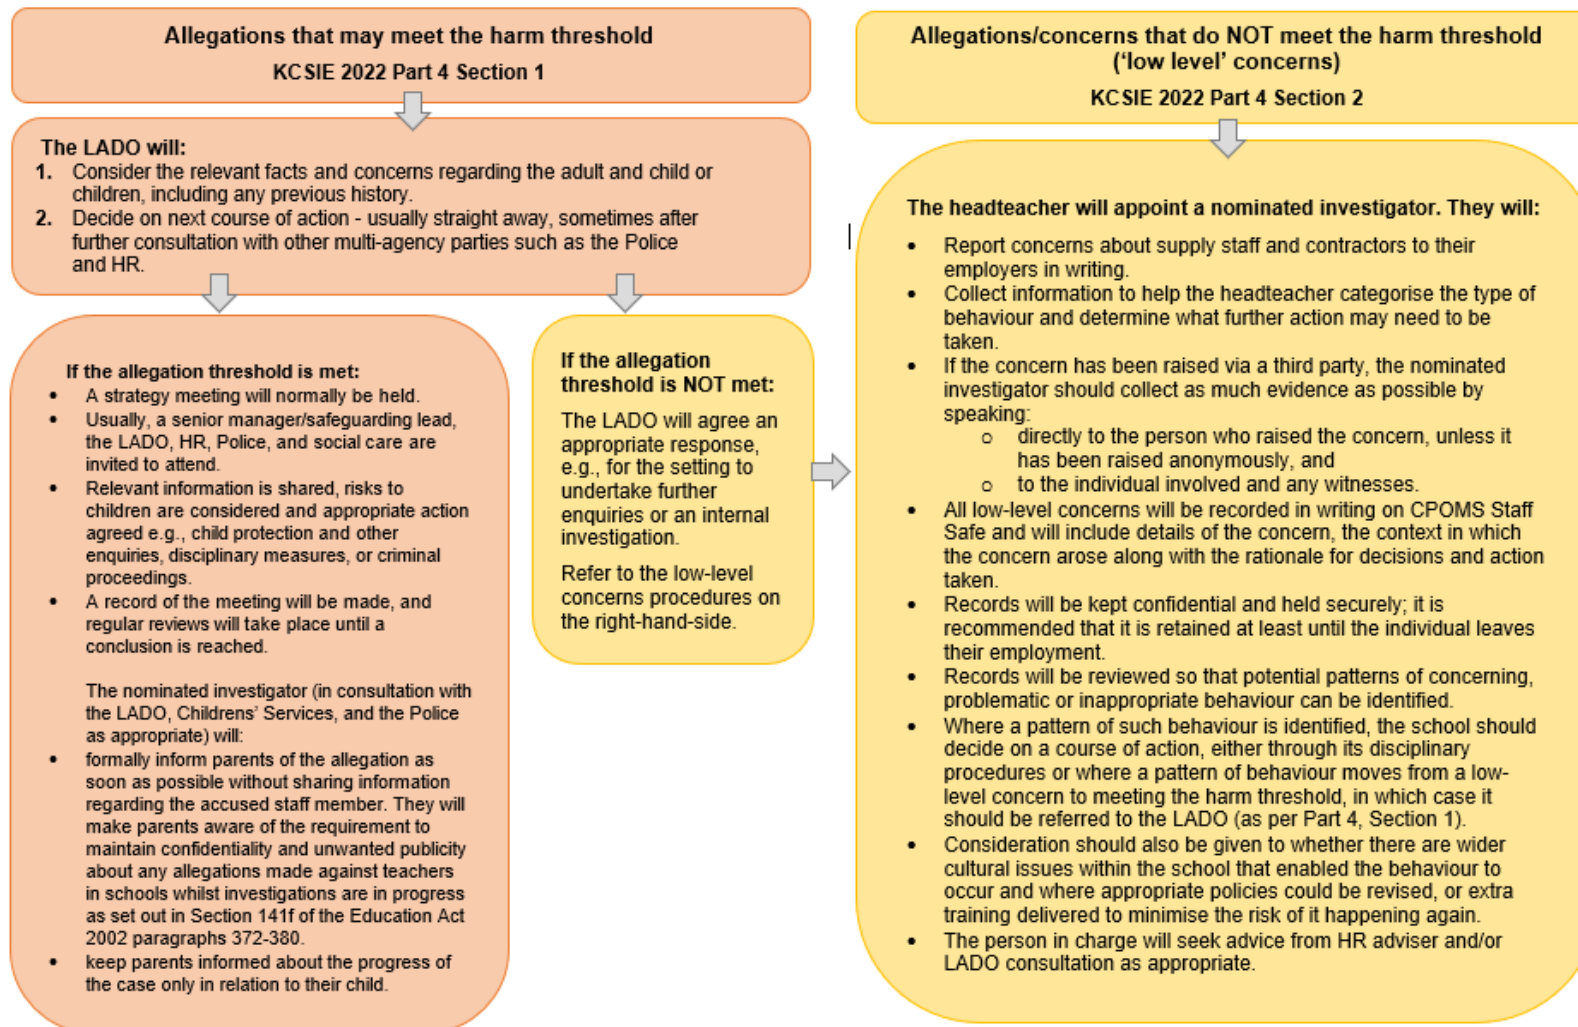 Allegations that may meet the harm threshold
KCSIE 2022 Part 4 Section 1
The LADO will:
1. Consider the relevant facts and concerns regarding the adult and child or
children, including any previous history.
2. Decide on next course of action - usually straight away, sometimes after
further consultation with other multi-agency parties such as the Police
and HR.
If the allegation threshold is met:
• A strategy meeting will normally be held.
• Usually, a senior manager/safeguarding lead,
the LADO, HR, Police, and social care are
invited to attend.
• Relevant information is shared, risks to
children are considered and appropriate action
agreed e.g., child protection and other
enquiries, disciplinary measures, or criminal
proceedings.
• A record of the meeting will be made, and
regular reviews will take place until a
conclusion is reached.
The nominated investigator (in consultation with
the LADO, Childrens' Services, and the Police
as appropriate) will:
• formally inform parents of the allegation as
soon as possible without sharing information
regarding the accused staff member. They will
make parents aware of the requirement to
maintain confidentiality and unwanted publicity
about any allegations made against teachers
in schools whilst investigations are in progress
as set out in Section 141f of the Education Act
2002 paragraphs 372-380.
• keep parents informed about the progress of
the case only in relation to their child.
If the allegation
threshold is NOT met:
The LADO will agree an
appropriate response,
e.g., for the setting to
undertake further
enquiries or an internal
investigation.
Refer to the low-level
concerns procedures on
the right-hand-side.
Allegations/concerns that do NOT meet the harm threshold
('low level' concerns)
KCSIE 2022 Part 4 Section 2
The headteacher will appoint a nominated investigator. They will:
• Report concerns about supply staff and contractors to their
employers in writing.
• Collect information to help the headteacher categorise the type of
behaviour and determine what further action may need to be
taken.
• If the concern has been raised via a third party, the nominated
investigator should collect as much evidence as possible by
speaking:
o directly to the person who raised the concern, unless it
has been raised anonymously, and
o to the individual involved and any witnesses.
• All low-level concerns will be recorded in writing on CPOMS Staff
Safe and will include details of the concern, the context in which
the concern arose along with the rationale for decisions and action
taken.
• Records will be kept confidential and held securely; it is
recommended that it is retained at least until the individual leaves
their employment.
• Records will be reviewed so that potential patterns of concerning,
problematic or inappropriate behaviour can be identified.
• Where a pattern of such behaviour is identified, the school should
decide on a course of action, either through its disciplinary
procedures or where a pattern of behaviour moves from a low-
level concern to meeting the harm threshold, in which case it
should be referred to the LADO (as per Part 4, Section 1).
• Consideration should also be given to whether there are wider
cultural issues within the school that enabled the behaviour to
occur and where appropriate policies could be revised, or extra
training delivered to minimise the risk of it happening again.
• The person in charge will seek advice from HR adviser and/or
LADO consultation as appropriate.